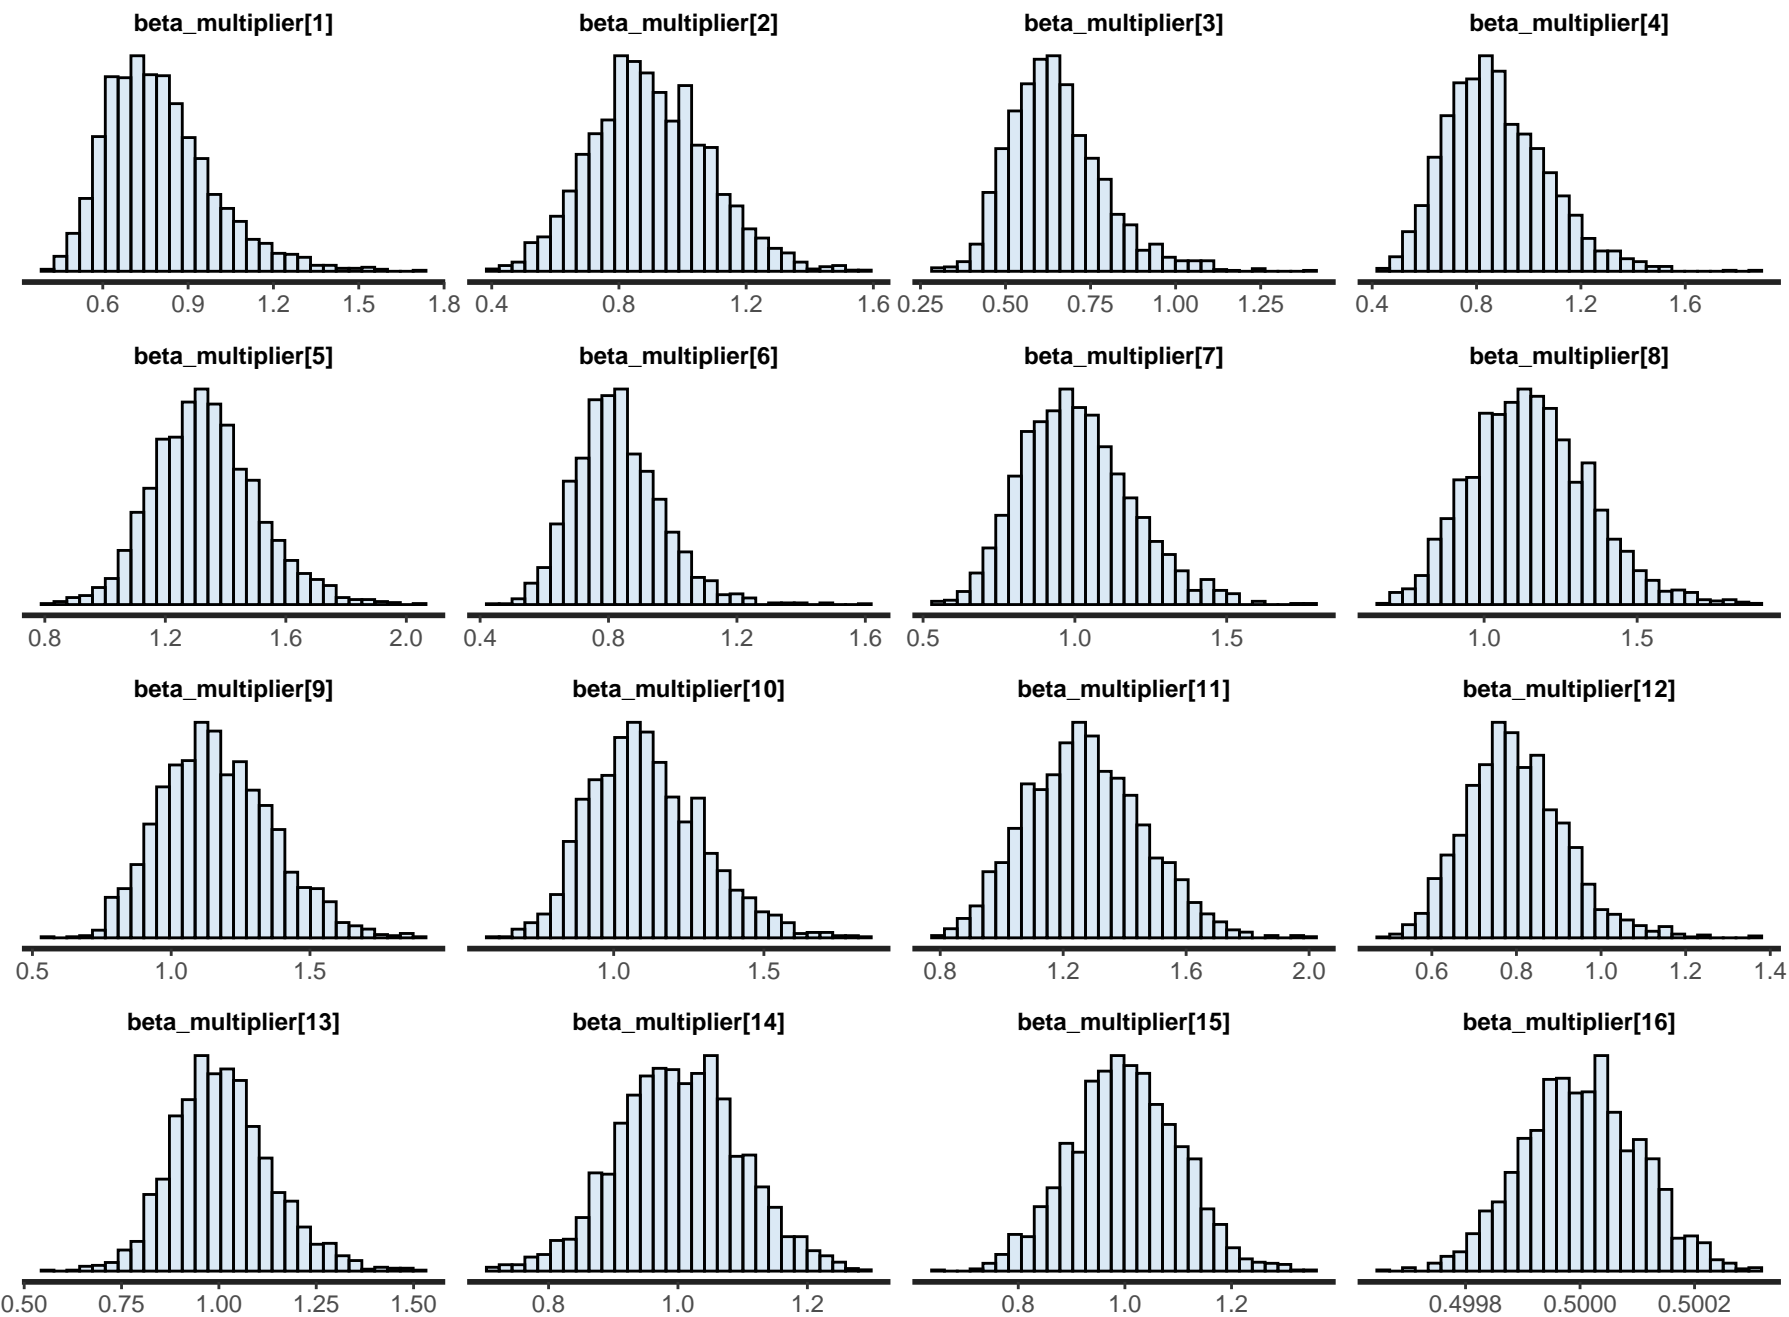 beta_multiplier[1] beta_multiplier[2] beta_multiplier[3] beta_multiplier[4]
0.6 0.9 1.2 1.5 1.8 0.4 0.8 1.2 1.6 0.25 0.50 0.75 1.00 1.25 0.4 0.8 1.2 1.6
beta_multiplier[5] beta_multiplier[6] beta_multiplier[7] beta_multiplier[8]
0.8 1.2 1.6 2.0 0.4 0.8 1.2 1.6 0.5 1.0 1.5 1.0 1.5
beta_multiplier[9] beta_multiplier[10] beta_multiplier[11] beta_multiplier[12]
0.5 1.0 1.5 1.0 1.5 0.8 1.2 1.6 2.0 0.6 0.8 1.0 1.2 1.4
beta_multiplier[13] beta_multiplier[14] beta_multiplier[15] beta_multiplier[16]
0.50 0.75 1.00 1.25 1.50 0.8 1.0 1.2 0.8 1.0 1.2 0.4998 0.5000 0.5002